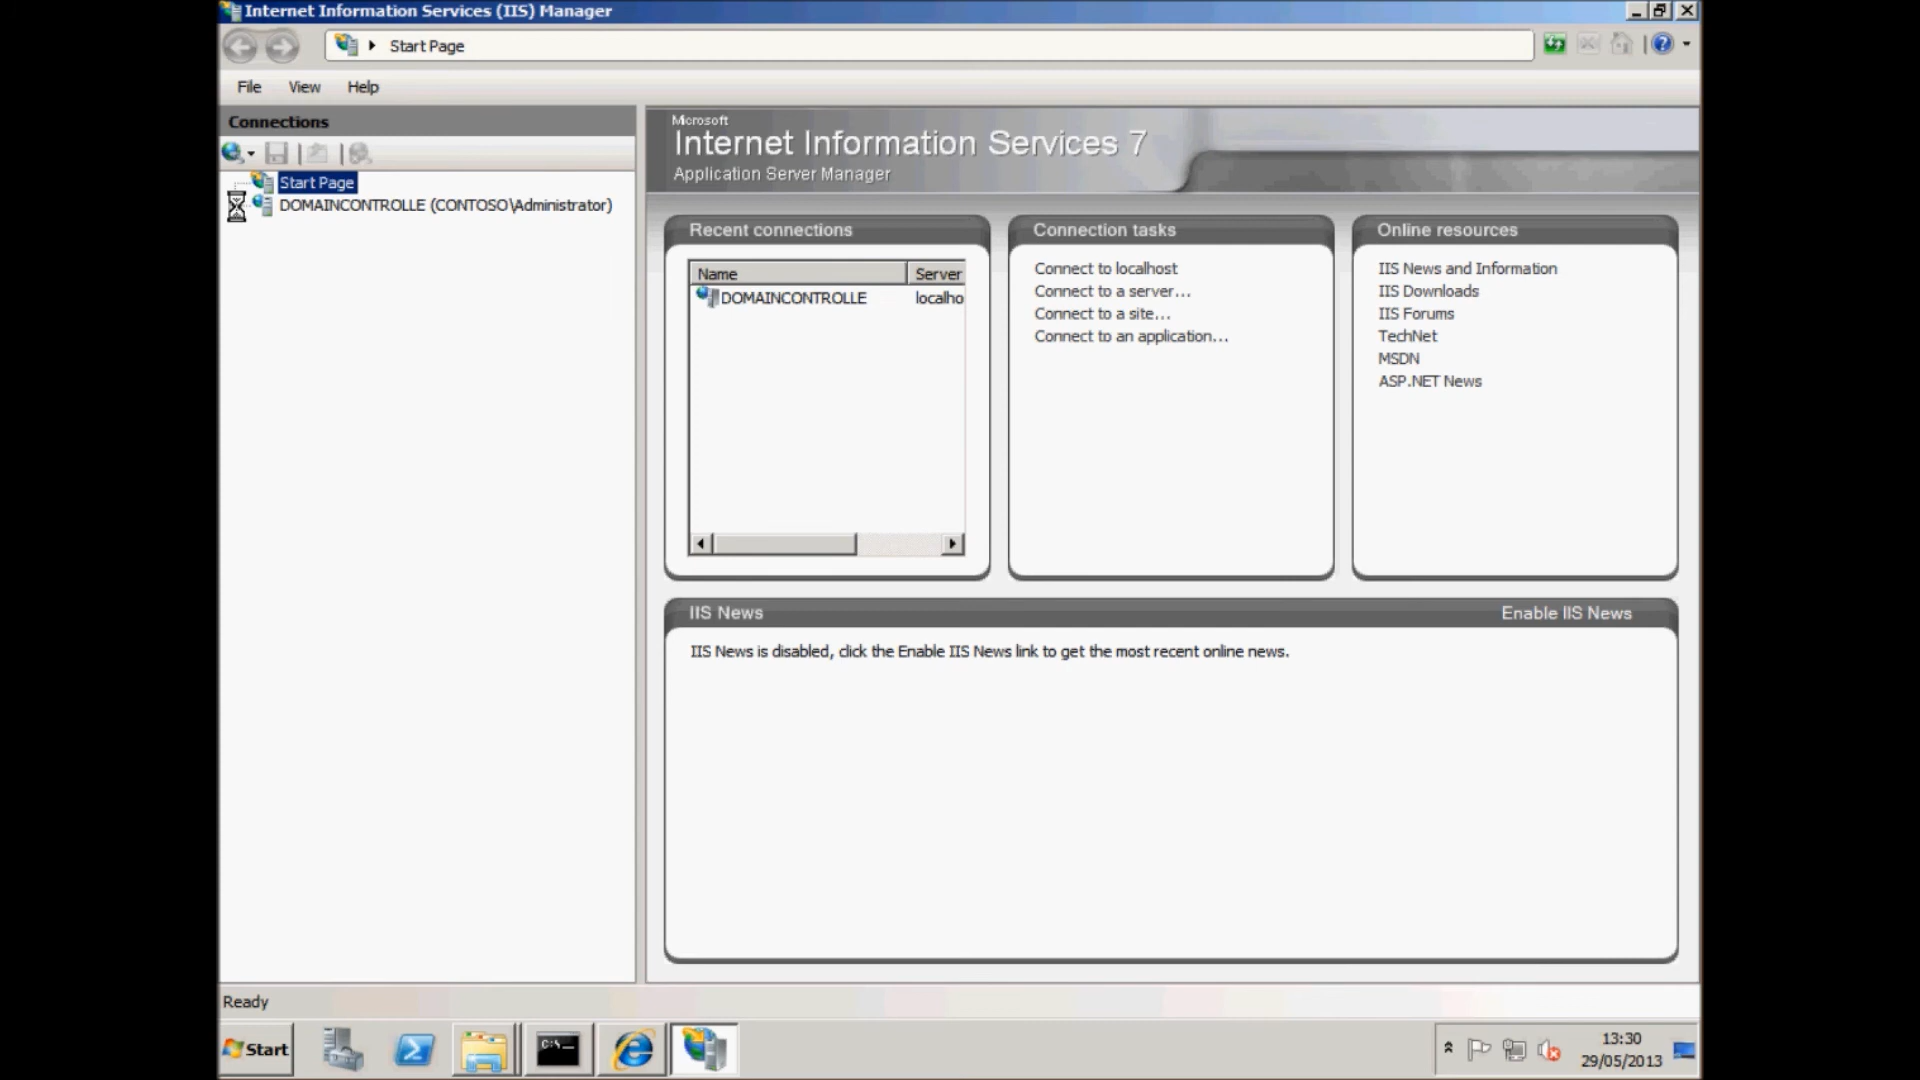 Internet Information Services (IIS) Manager
Start Page
File View Help
Connections
Start Page
DOMAINCONTROLLE (CONTOSO\Administrator)
Microsoft
Internet Information Services 7
Application Server Manager
Recent connections
Name Server
DOMAINCONTROLLE localho
Connection tasks
Connect to localhost
Connect to a server...
Connect to a site...
Connect to an application...
Online resources
IIS News and Information
IIS Downloads
IIS Forums
TechNet
MSDN
ASP.NET News
IIS News Enable IIS News
IIS News is disabled, click the Enable IIS News link to get the most recent online news.
Ready
Start
C:\_
13:30
29/05/2013